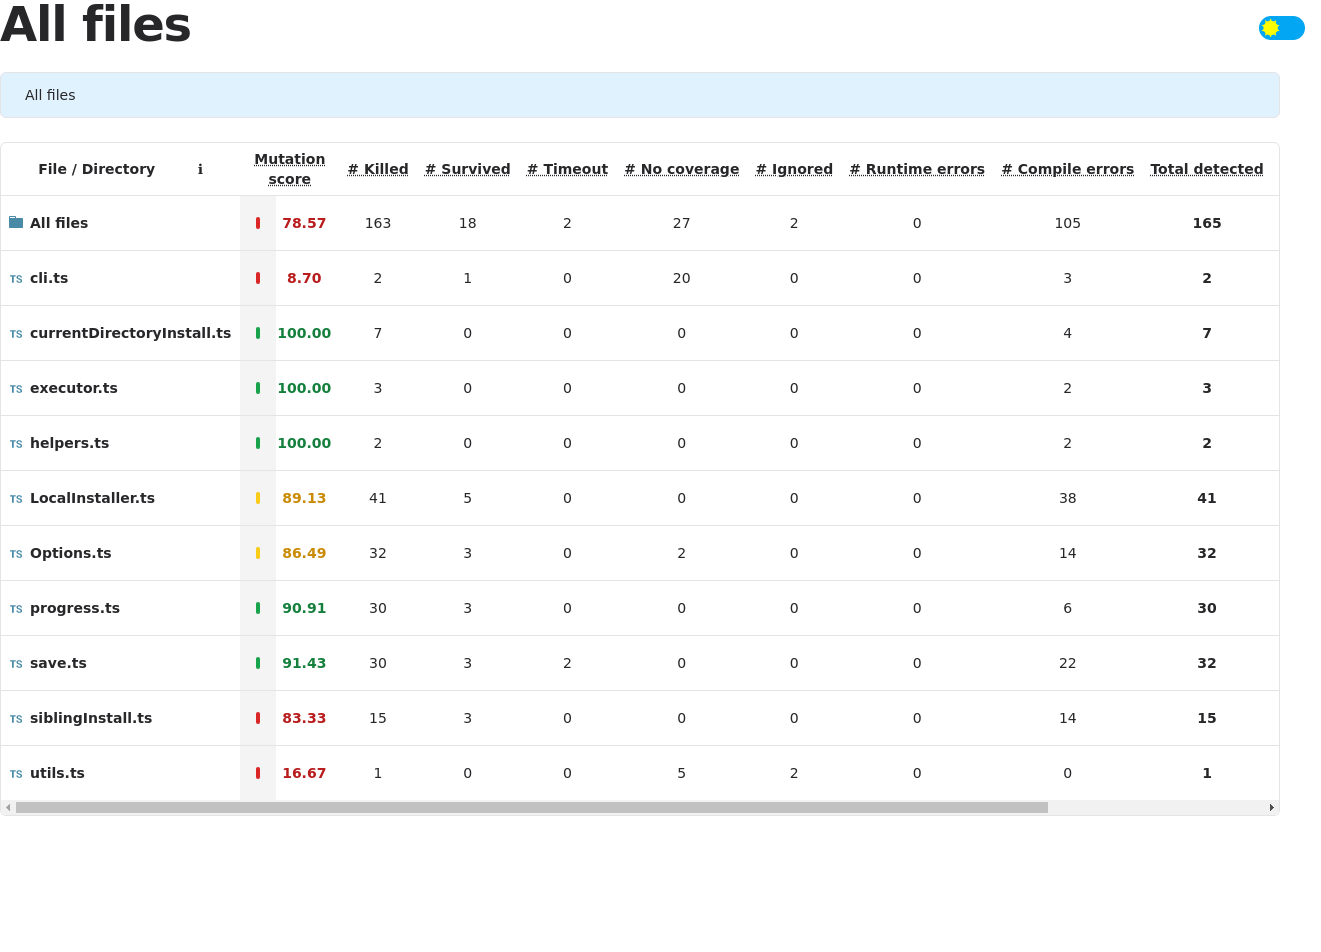 All files
All files
File / Directory ℹ Mutation score # Killed # Survived # Timeout # No coverage # Ignored # Runtime errors # Compile errors Total detected
All files 78.57 163 18 2 27 2 0 105 165
TS cli.ts 8.70 2 1 0 20 0 0 3 2
TS currentDirectoryInstall.ts 100.00 7 0 0 0 0 0 4 7
TS executor.ts 100.00 3 0 0 0 0 0 2 3
TS helpers.ts 100.00 2 0 0 0 0 0 2 2
TS LocalInstaller.ts 89.13 41 5 0 0 0 0 38 41
TS Options.ts 86.49 32 3 0 2 0 0 14 32
TS progress.ts 90.91 30 3 0 0 0 0 6 30
TS save.ts 91.43 30 3 2 0 0 0 22 32
TS siblingInstall.ts 83.33 15 3 0 0 0 0 14 15
TS utils.ts 16.67 1 0 0 5 2 0 0 1